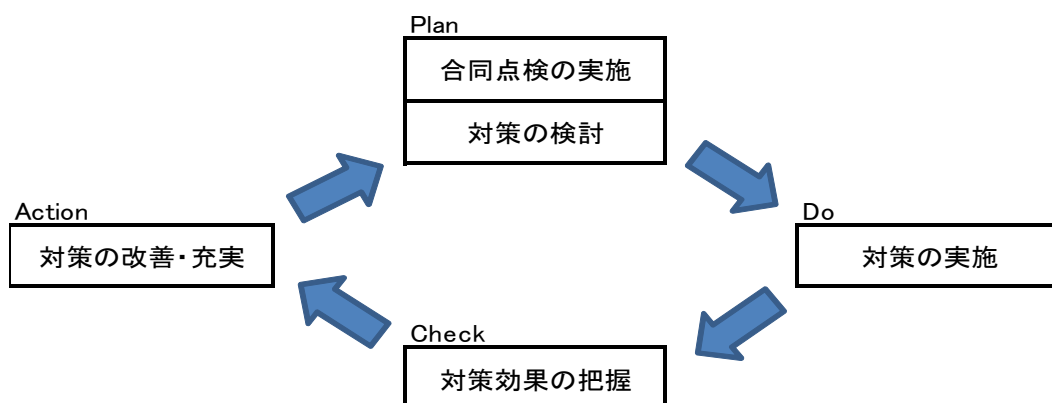 Plan
合同点検の実施
対策の検討
Action
対策の改善・充実
Do
対策の実施
Check
対策効果の把握